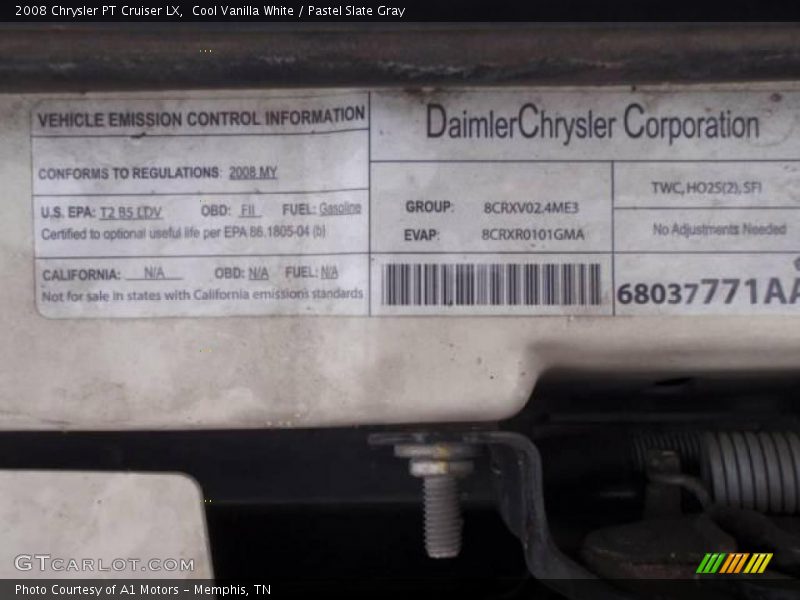 2008 Chrysler PT Cruiser LX,  Cool Vanilla White / Pastel Slate Gray
VEHICLE EMISSION CONTROL INFORMATION
CONFORMS TO REGULATIONS: 2008 MY
U.S. EPA: T2 B5 LDV OBD: FII FUEL: Gasoline
Certified to optional useful life per EPA 86.1805-04 (b)
CALIFORNIA: N/A OBD: N/A FUEL: N/A
Not for sale in states with California emissions standards
DaimlerChrysler Corporation
GROUP: 8CRXV02.4ME3
EVAP: 8CRXR0101GMA
TWC, HO2S(2), SFI
No Adjustments Needed
68037771AA
GTCARLOT.COM
Photo Courtesy of A1 Motors – Memphis, TN